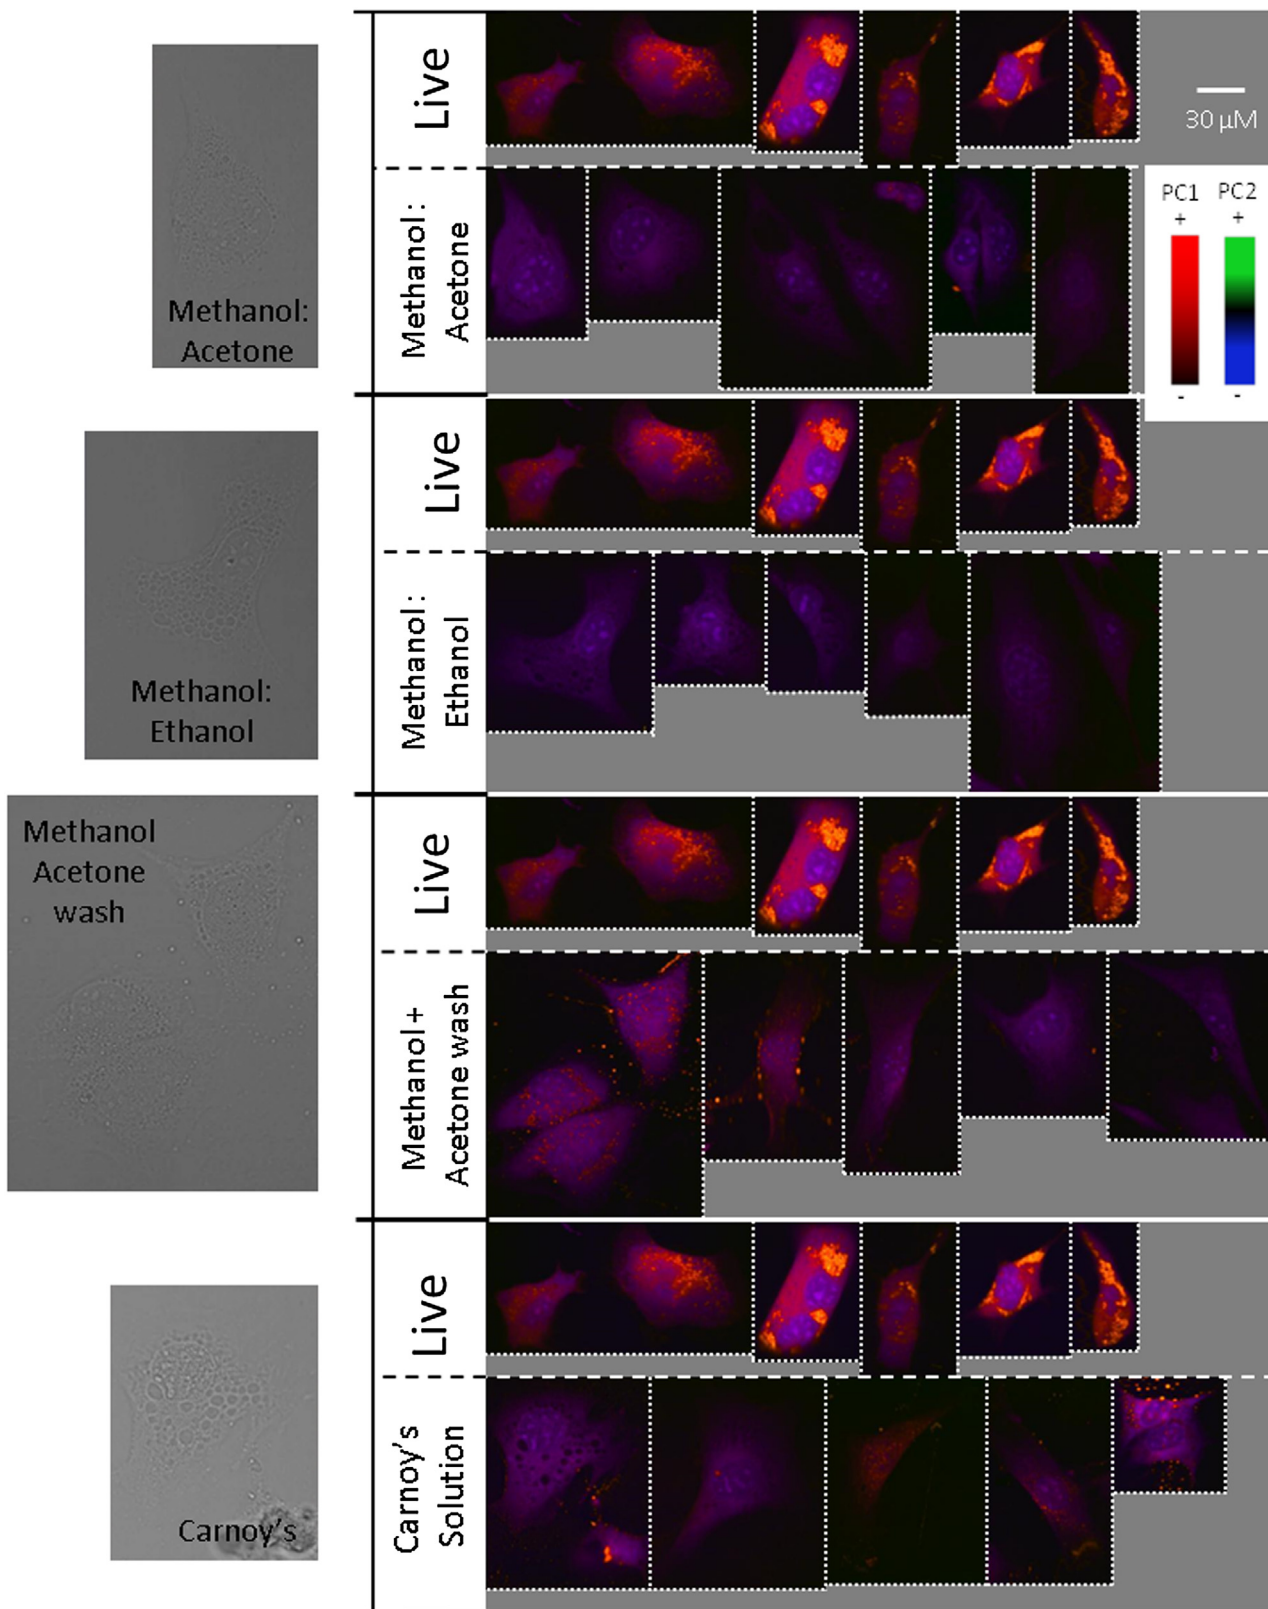 Methanol:
Acetone
Live
Methanol:
Acetone
30 µM
PC1 PC2
+ +
- -
Methanol:
Ethanol
Live
Methanol:
Ethanol
Methanol
Acetone
wash
Live
Methanol+
Acetone wash
Carnoy's
Live
Carnoy's
Solution